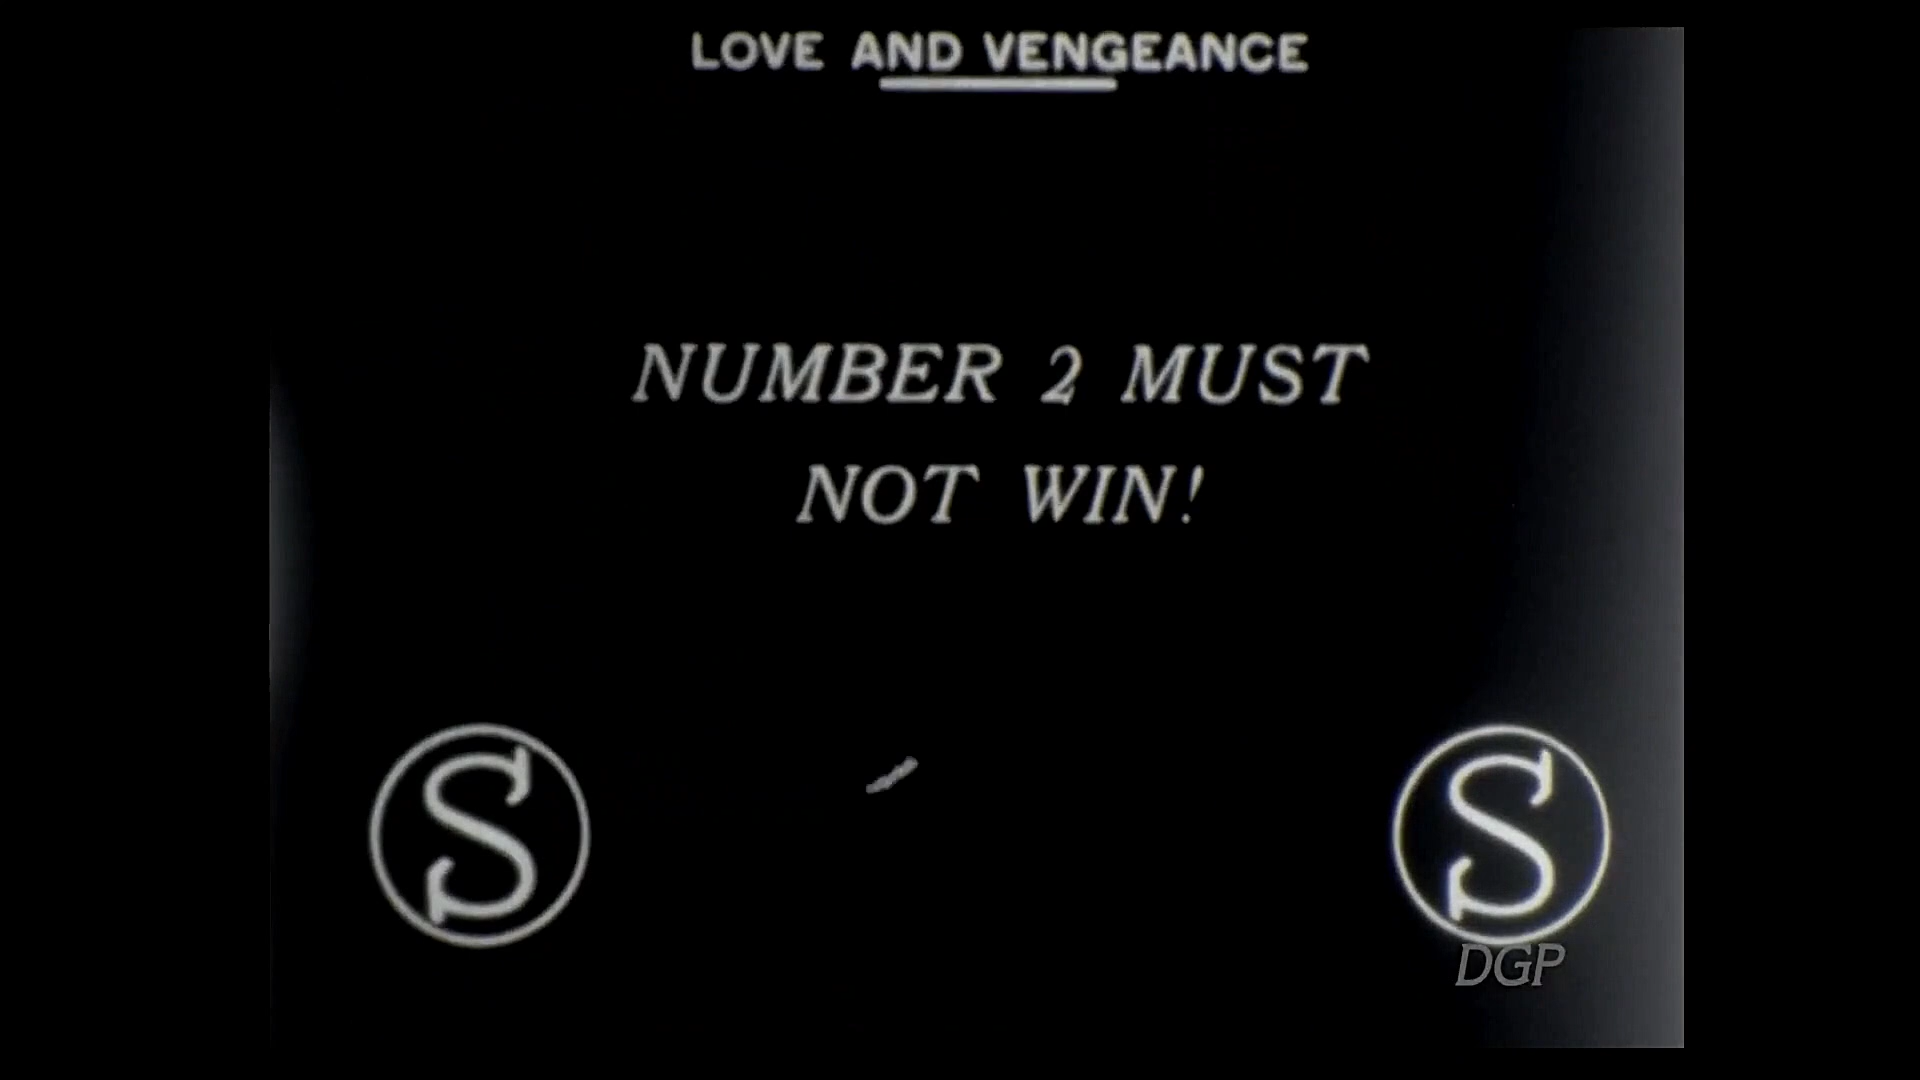 LOVE AND VENGEANCE
NUMBER 2 MUST
NOT WIN!
S
S
DGP